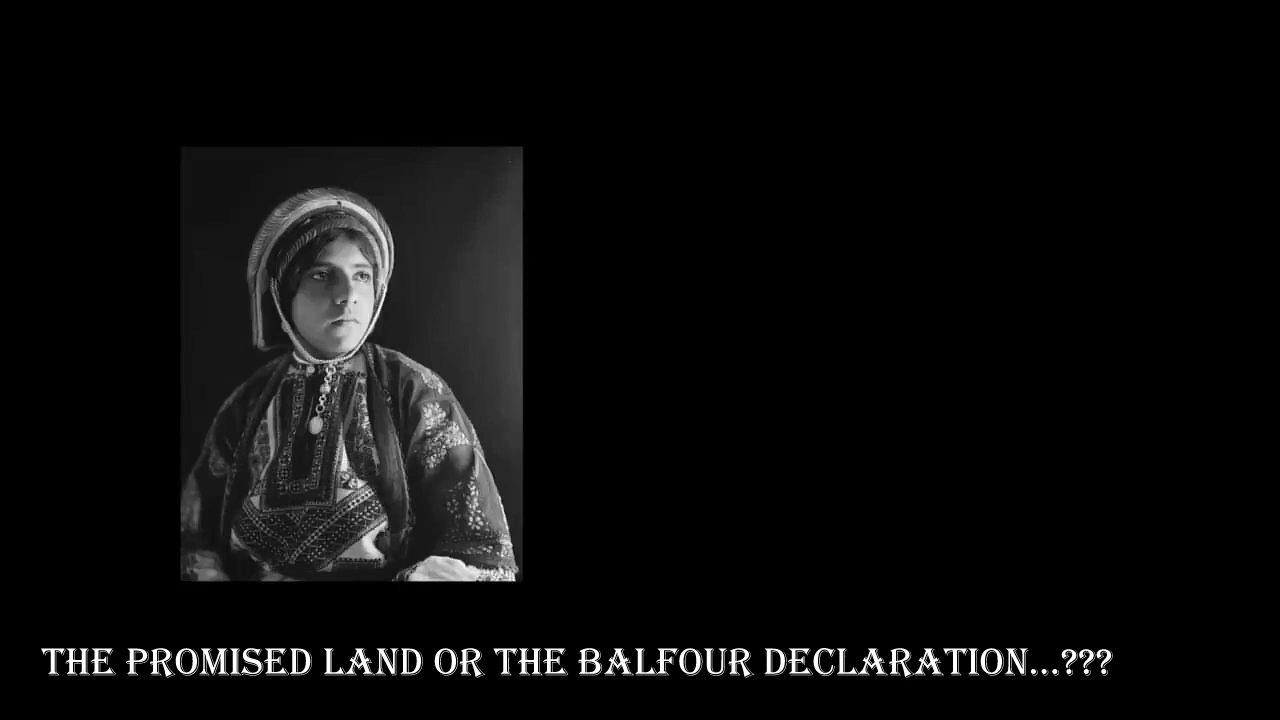 THE PROMISED LAND OR THE BALFOUR DECLARATION...???